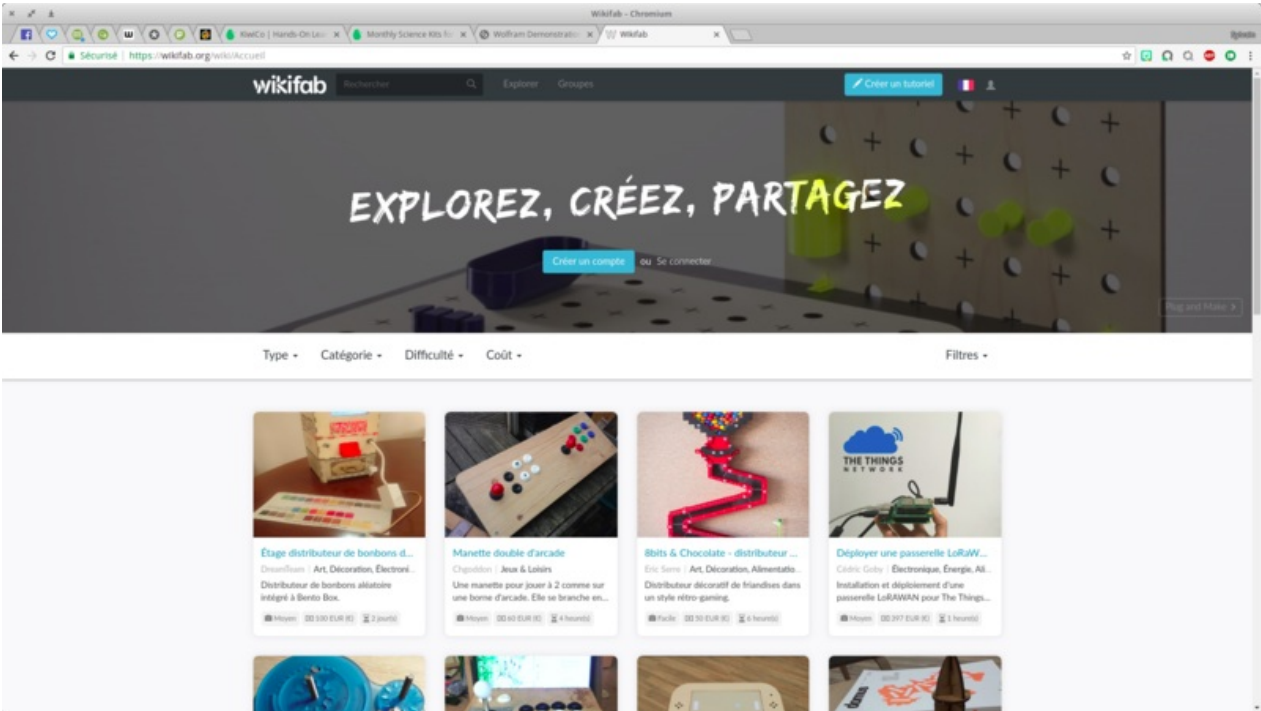 Wikifab - Chromium
KiwiCo | Hands-On Lea
Monthly Science Kits fo
Wolfram Demonstration
Wikifab
Sécurisé | https://wikifab.org/wiki/Accueil
wikifab
Rechercher
Explorer
Groupes
Créer un tutoriel
EXPLOREZ, CRÉEZ, PARTAGEZ
Créer un compte ou Se connecter
Plug and Make >
Type
Catégorie
Difficulté
Coût
Filtres
THE THINGS
NETWORK
Étage distributeur de bonbons d...
DreamTeam | Art, Décoration, Électroni...
Distributeur de bonbons aléatoire
intégré à Bento Box.
Moyen 100 EUR (€) 2 jour(s)
Manette double d'arcade
Chgoddon | Jeux & Loisirs
Une manette pour jouer à 2 comme sur
une borne d'arcade. Elle se branche en...
Moyen 60 EUR (€) 4 heure(s)
8bits & Chocolate - distributeur ...
Eric Serre | Art, Décoration, Alimentatio...
Distributeur décoratif de friandises dans
un style rétro-gaming.
Facile 50 EUR (€) 6 heure(s)
Déployer une passerelle LoRaW...
Cédric Goby | Électronique, Énergie, Ali...
Installation et déploiement d'une
passerelle LoRAWAN pour The Things...
Moyen 397 EUR (€) 1 heure(s)
domus